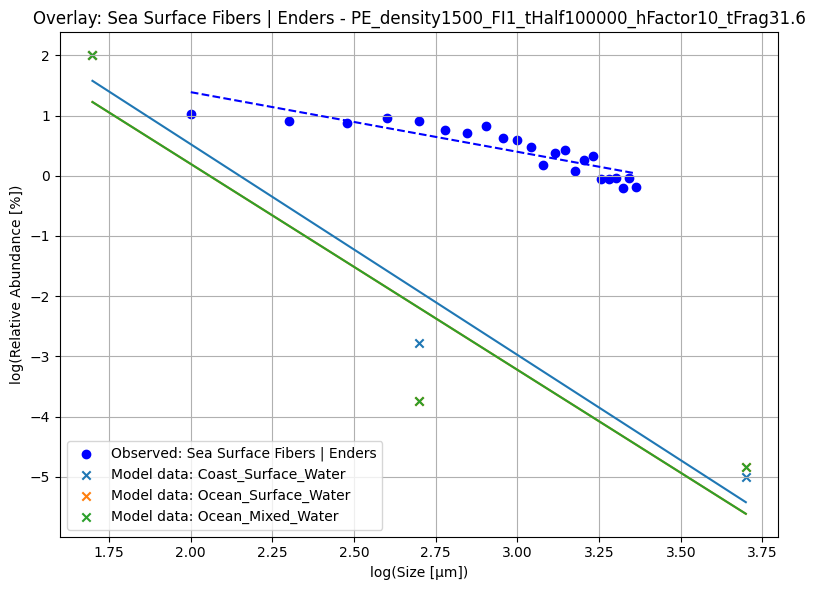 Overlay: Sea Surface Fibers | Enders - PE_density1500_FI1_tHalf100000_hFactor10_tFrag31.6
log(Relative Abundance [%])
2
1
0
−1
−2
−3
−4
−5
Observed: Sea Surface Fibers | Enders
Model data: Coast_Surface_Water
Model data: Ocean_Surface_Water
Model data: Ocean_Mixed_Water
1.75
2.00
2.25
2.50
2.75
3.00
3.25
3.50
3.75
log(Size [µm])